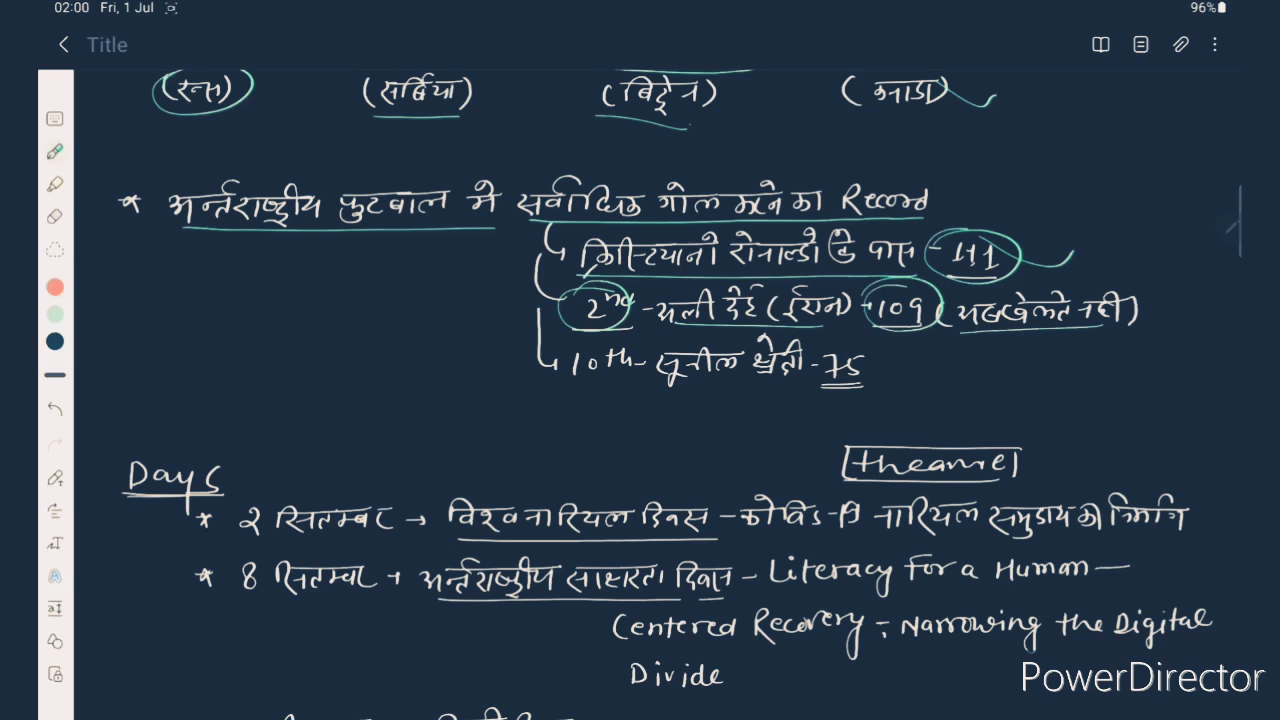 02:00 Fri, 1 Jul 96%
Title
(रूस) (सर्बिया) (ब्रिटेन) (कनाडा)
* अर्न्तराष्ट्रीय फुटबाल में सर्वाधिक गोल करने का Record
क्रिस्टियानो रोनाल्डो के पास - 111
2nd - अली देई (ईरान) - 109 (अब खेलते नही)
10th - सुनील क्षेत्री - 75
Days theame
* 2 सितम्बर → विश्व नारियल दिवस - कोविड-19 नारियल समुदाय का
* 8 सितम्बर → अर्न्तराष्ट्रीय साक्षरता दिवस - Literacy For a Human —
Centered Recovery : Narrowing the Digital
Divide
PowerDirector